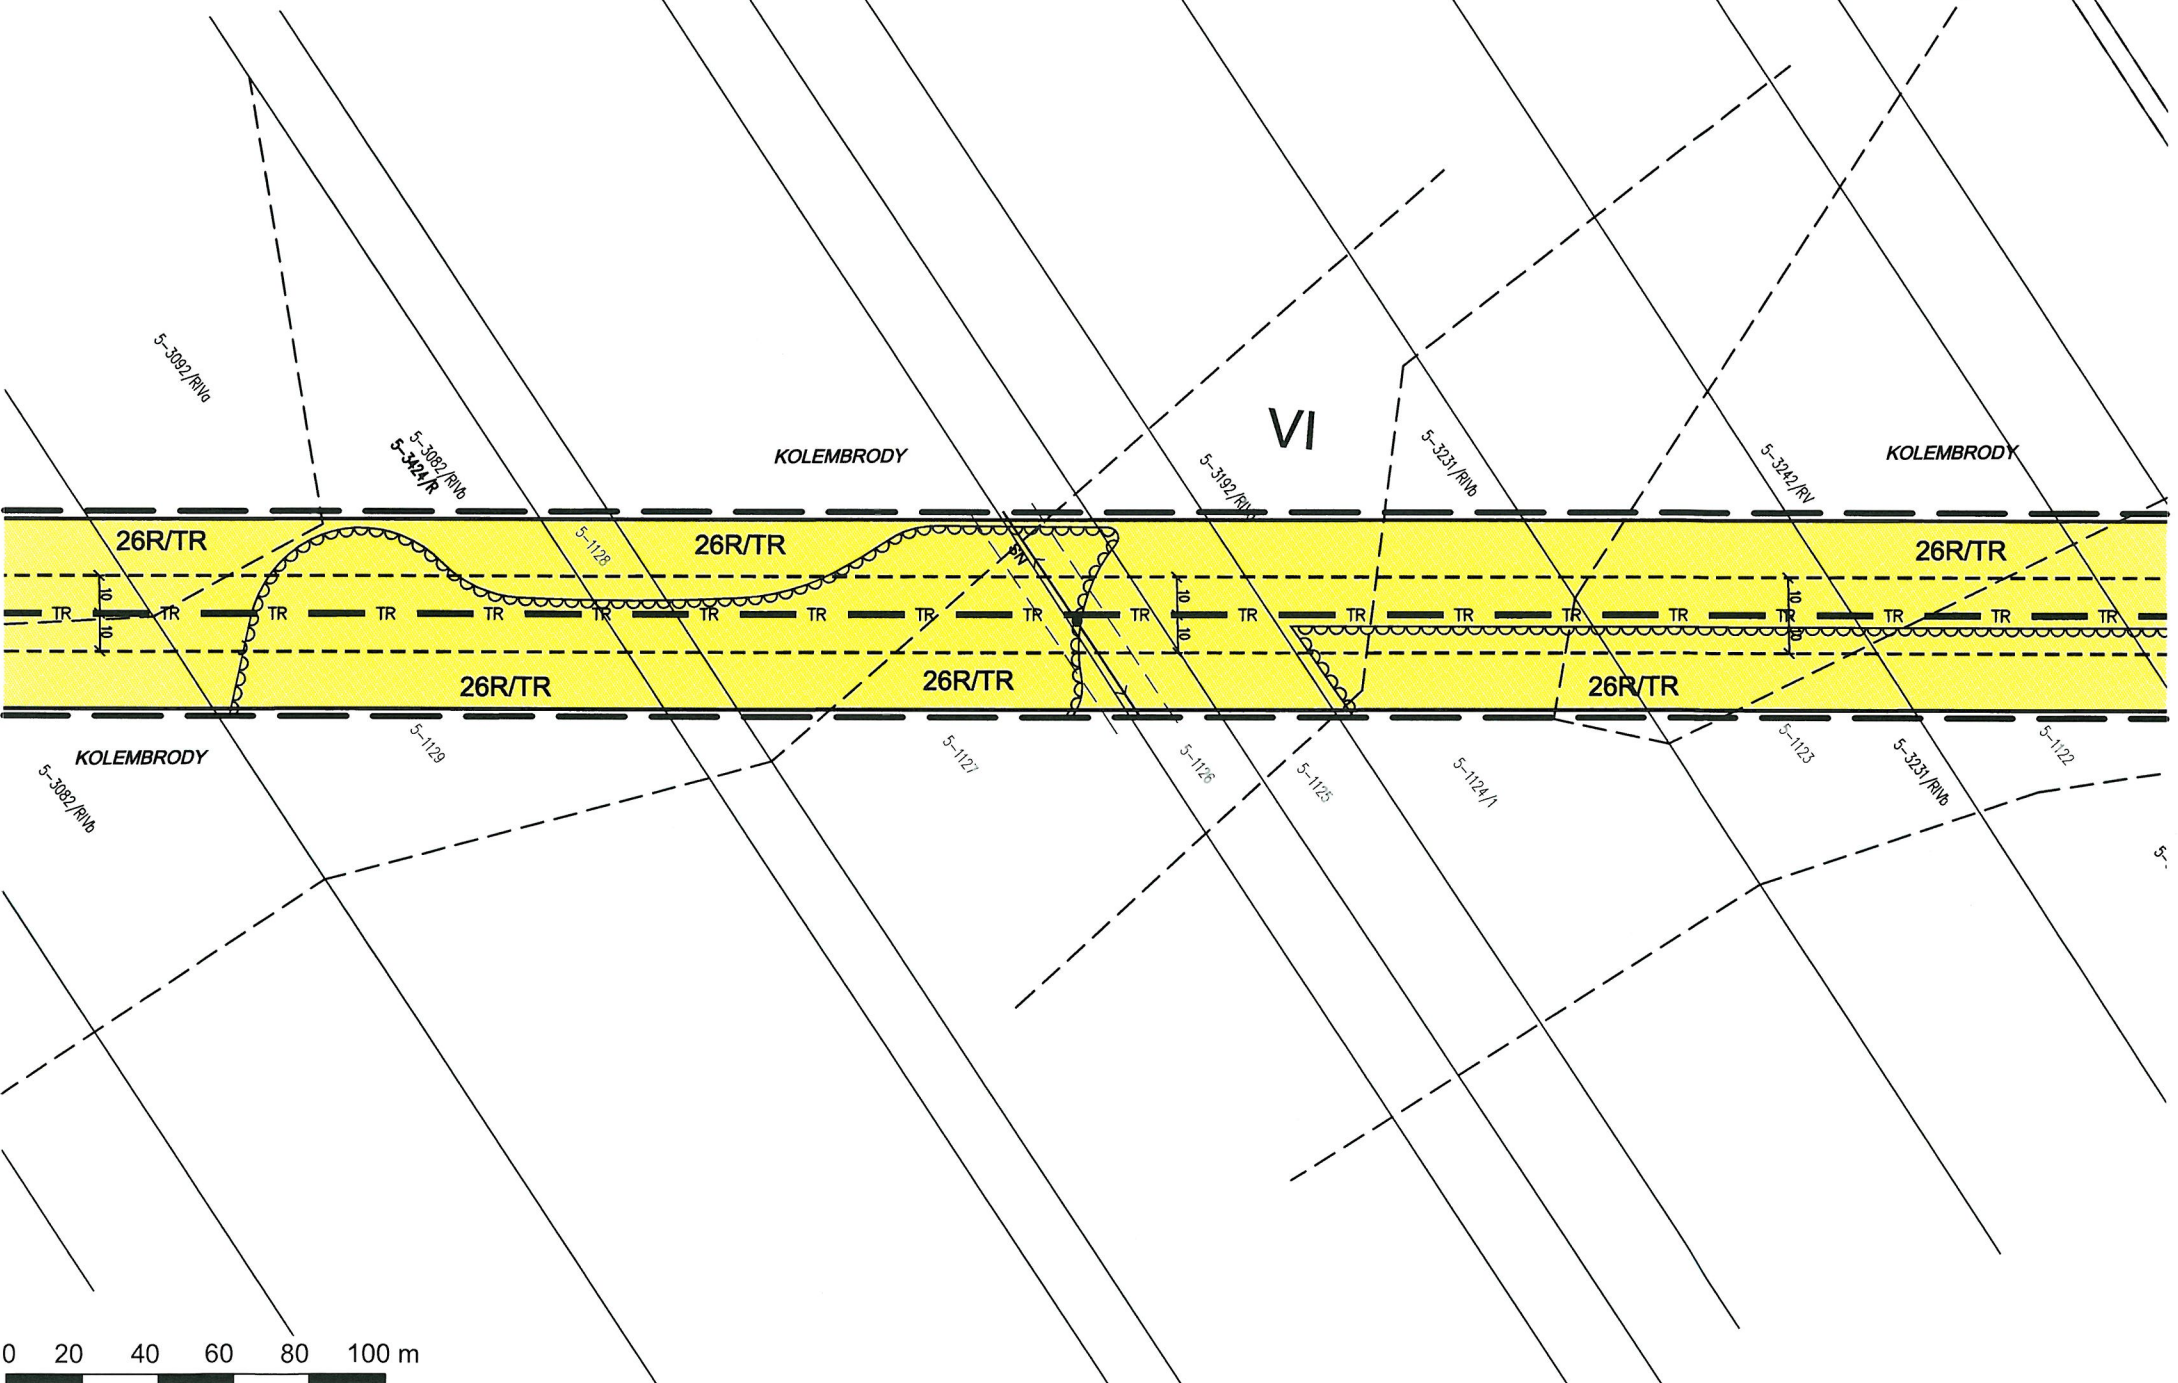 5-3092/RIVa
5-3082/RIVb
5-3424/R
KOLEMBRODY
VI
5-3192/RIVb
5-3231/RIVb
5-3242/RV
KOLEMBRODY
26R/TR
5-1128
26R/TR
SN
26R/TR
10
10
10
TR TR TR TR TR TR TR TR TR TR TR TR TR TR TR TR TR TR TR TR
10
10
10
26R/TR
26R/TR
26R/TR
KOLEMBRODY
5-3082/RIVb
5-1129
5-1127
5-1126
5-1125
5-1124/1
5-1123
5-3231/RIVb
5-1122
0 20 40 60 80 100 m